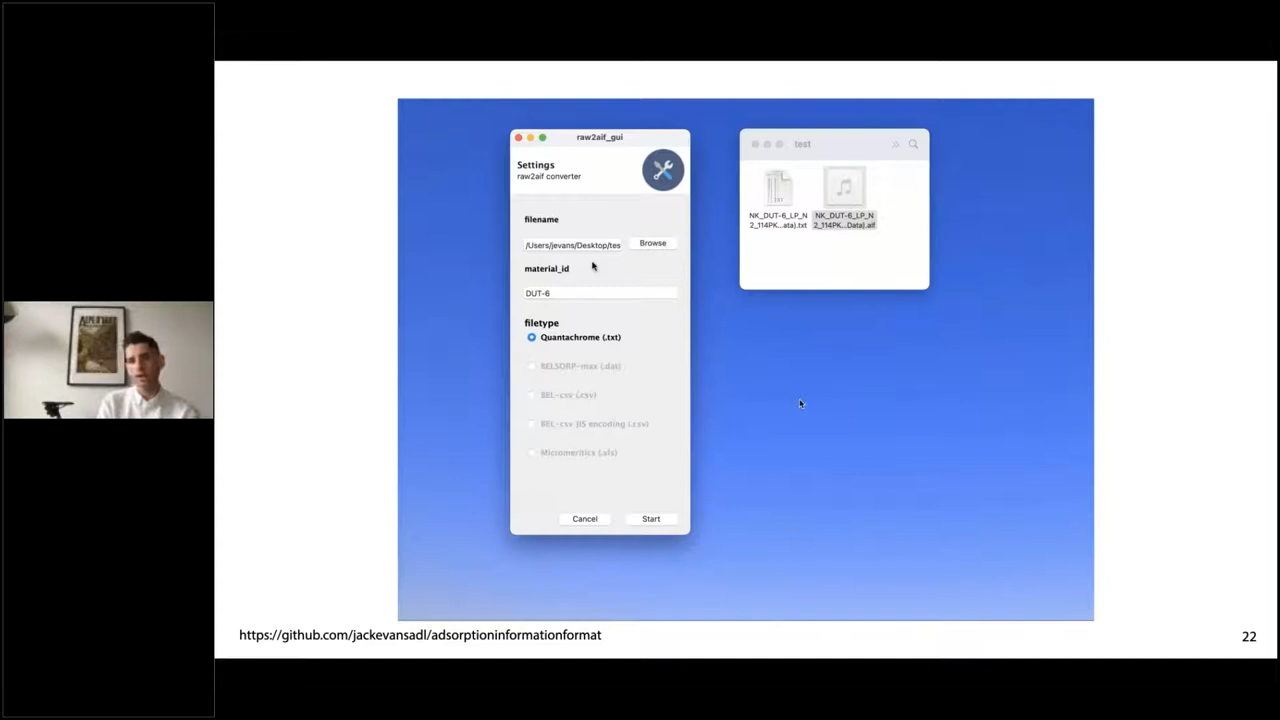 raw2aif_gui
Settings
raw2aif converter
filename
/Users/jevans/Desktop/tes
Browse
material_id
DUT-6
filetype
Quantachrome (.txt)
BELSORP-max (.dat)
BEL-csv (.csv)
BEL-csv JIS encoding (.csv)
Micromeritics (.xls)
Cancel
Start
test
TXT
NK_DUT-6_LP_N
2_114PK...ata).txt
NK_DUT-6_LP_N
2_114PK...Data).aif
https://github.com/jackevansadl/adsorptioninformationformat
22